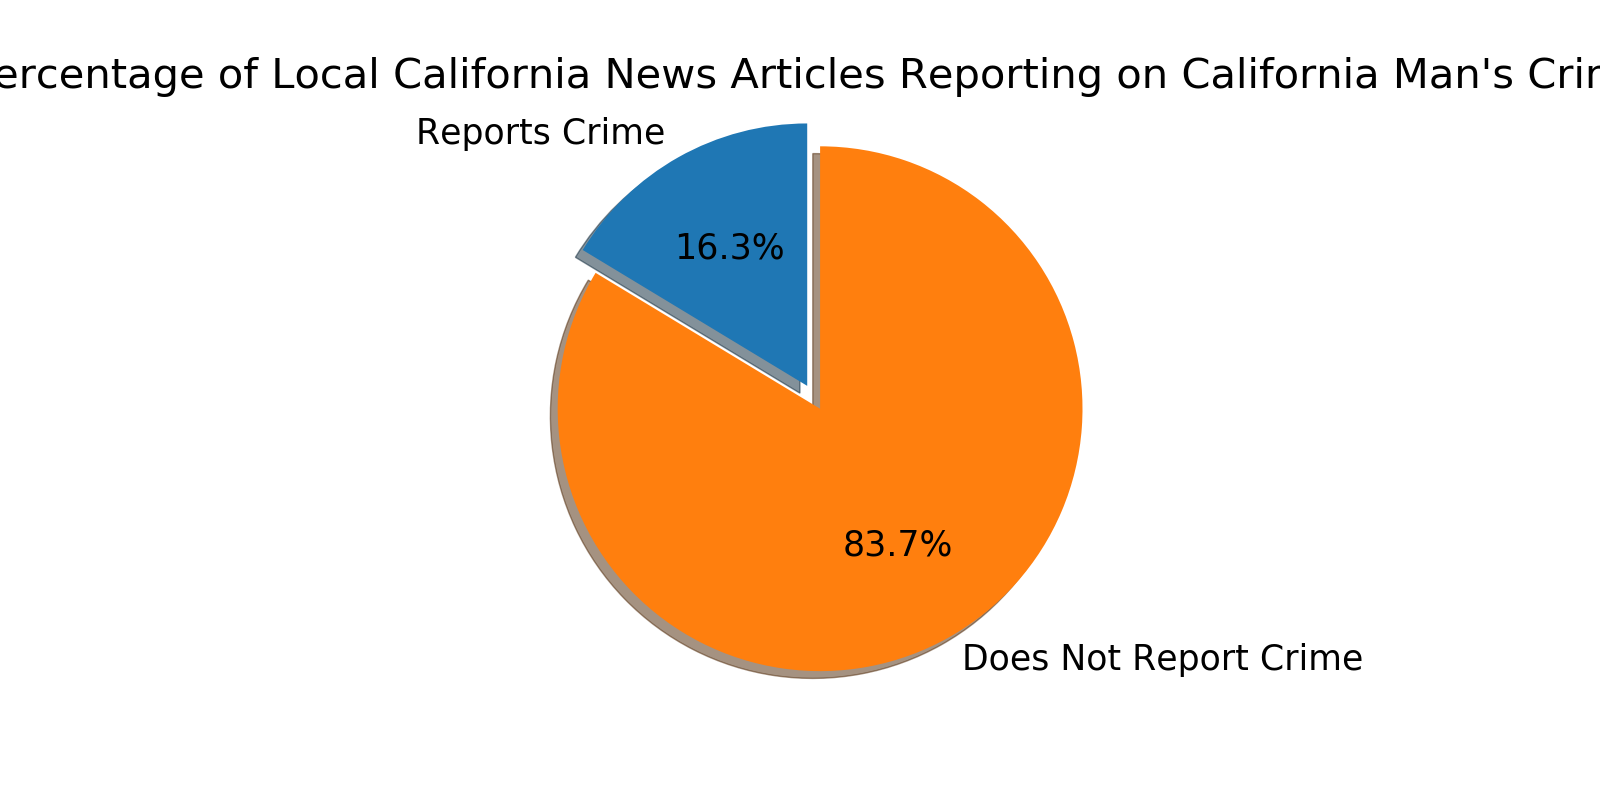 ercentage of Local California News Articles Reporting on California Man's Cri
Reports Crime
16.3%
83.7%
Does Not Report Crime